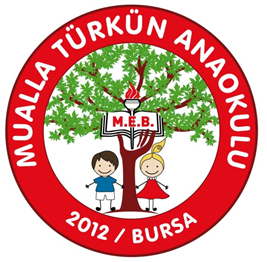 MUALLA TÜRKÜN ANAOKULU
M.E.B.
2012 / BURSA